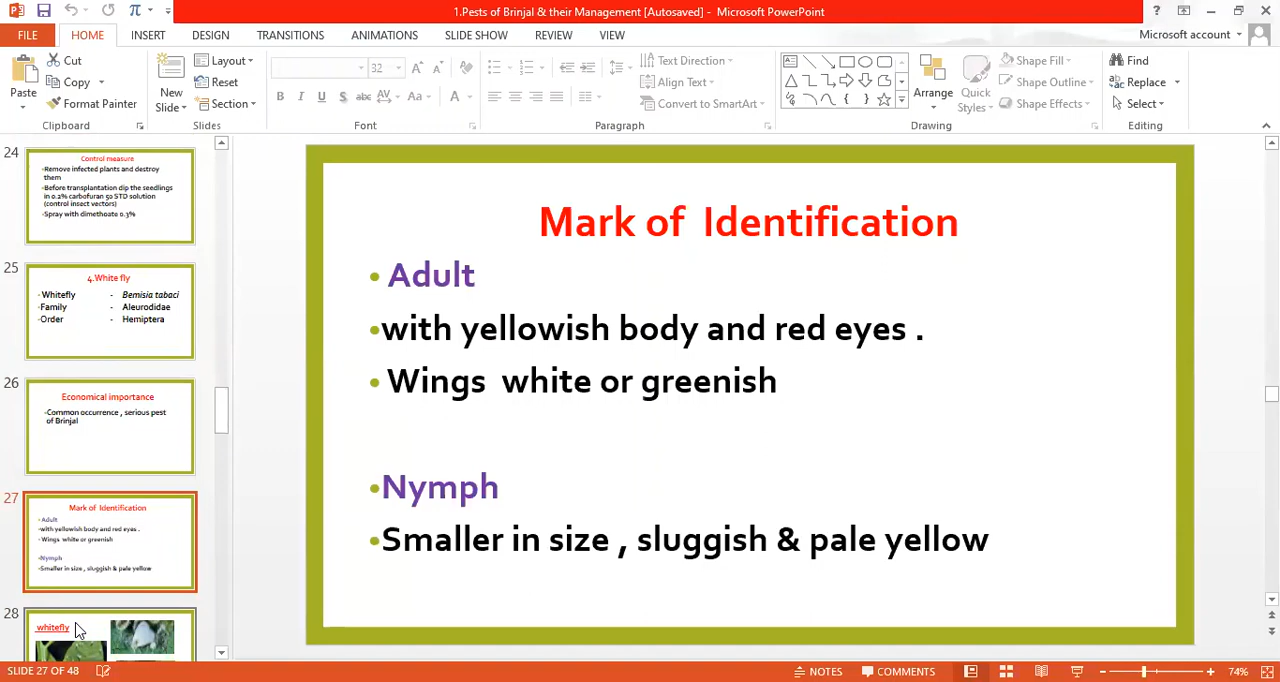 1.Pests of Brinjal & their Management [Autosaved] - Microsoft PowerPoint
FILE HOME INSERT DESIGN TRANSITIONS ANIMATIONS SLIDE SHOW REVIEW VIEW Microsoft account
Paste
Cut
Copy
Format Painter
Clipboard
New
Slide
Layout
Reset
Section
Slides
32
B I U S abc AV Aa A
Font
Text Direction
Align Text
Convert to SmartArt
Paragraph
Arrange
Quick
Styles
Shape Fill
Shape Outline
Shape Effects
Drawing
Find
Replace
Select
Editing
24
Control measure
•Remove infected plants and destroy
them
•Before transplantation dip the seedlings
in 0.2% carbofuran 50 STD solution
(control insect vectors)
•Spray with dimethoate 0.3%
25
4.White fly
•Whitefly - Bemisia tabaci
•Family - Aleurodidae
•Order - Hemiptera
26
Economical importance
•Common occurrence , serious pest
of Brinjal
27
Mark of Identification
• Adult
•with yellowish body and red eyes .
• Wings white or greenish
•Nymph
•Smaller in size , sluggish & pale yellow
28
whitefly
Mark of Identification
• Adult
•with yellowish body and red eyes .
• Wings white or greenish
•Nymph
•Smaller in size , sluggish & pale yellow
SLIDE 27 OF 48
NOTES COMMENTS 74%